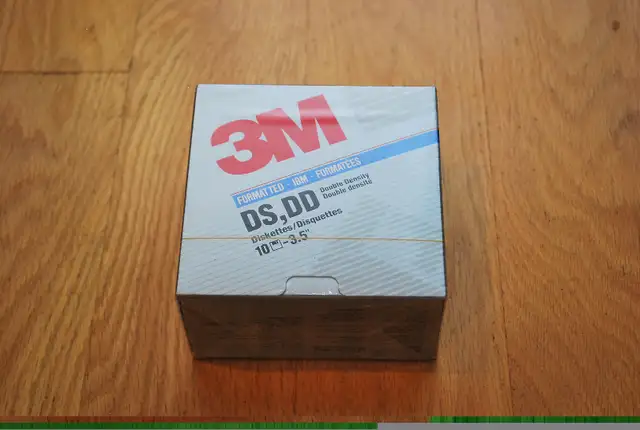 3M
FORMATTED - IBM - FORMATEES
DS,DD
Double Density
Double densité
Diskettes/Disquettes
10 - 3.5"